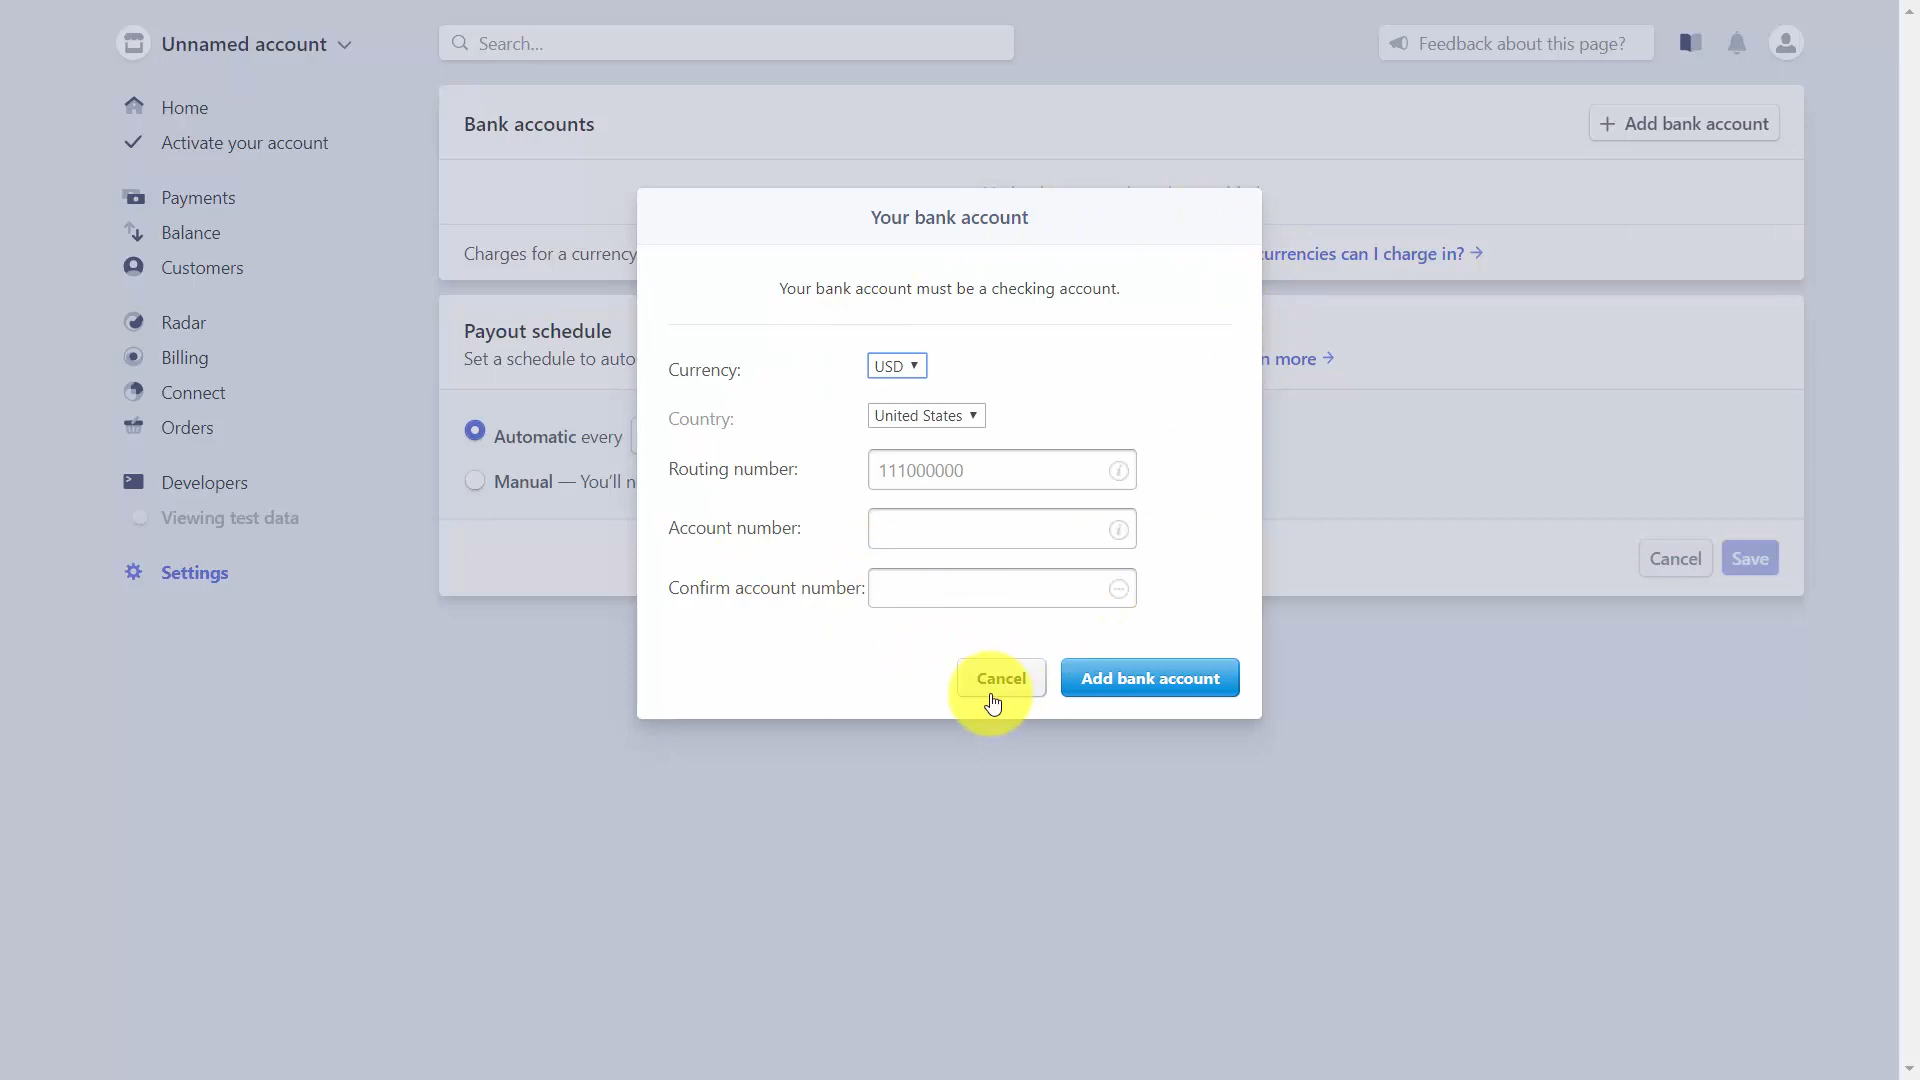 Unnamed account
Search...
Feedback about this page?
Home
Activate your account
Payments
Balance
Customers
Radar
Billing
Connect
Orders
Developers
Viewing test data
Settings
Bank accounts
+ Add bank account
Charges for a currency
currencies can I charge in? →
Payout schedule
Set a schedule to auto
more →
Automatic every
Manual — You'll n
Cancel
Save
Your bank account
Your bank account must be a checking account.
Currency:
USD
Country:
United States
Routing number:
111000000
Account number:
Confirm account number:
Cancel
Add bank account